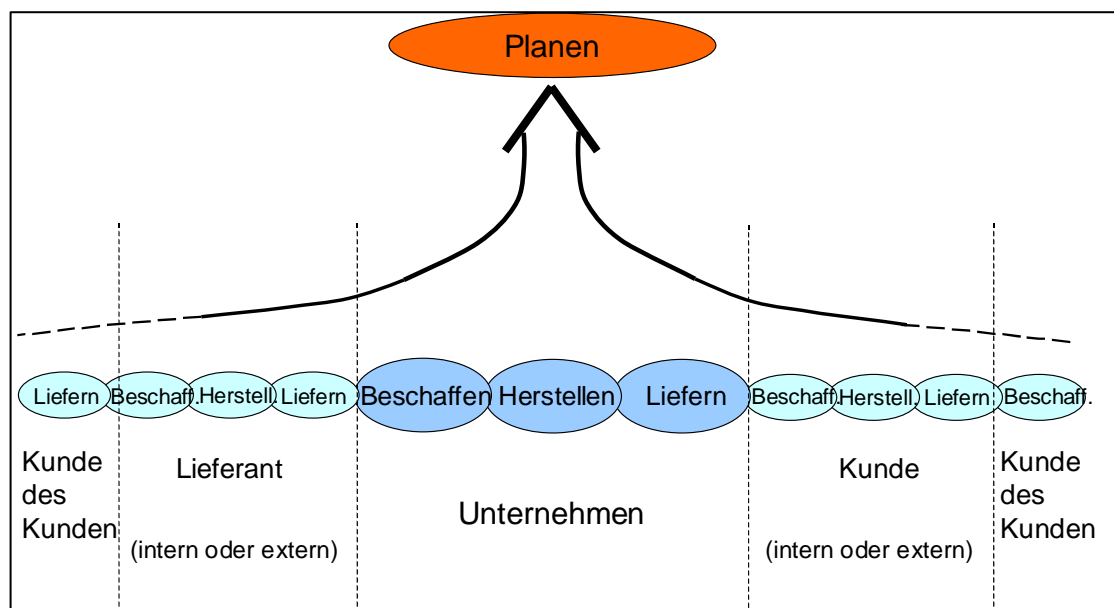 Planen
Liefern
Beschaff.
Herstell.
Liefern
Beschaffen
Herstellen
Liefern
Beschaff.
Herstell.
Liefern
Beschaff.
Kunde
des
Kunden
Lieferant
(intern oder extern)
Unternehmen
Kunde
(intern oder extern)
Kunde
des
Kunden